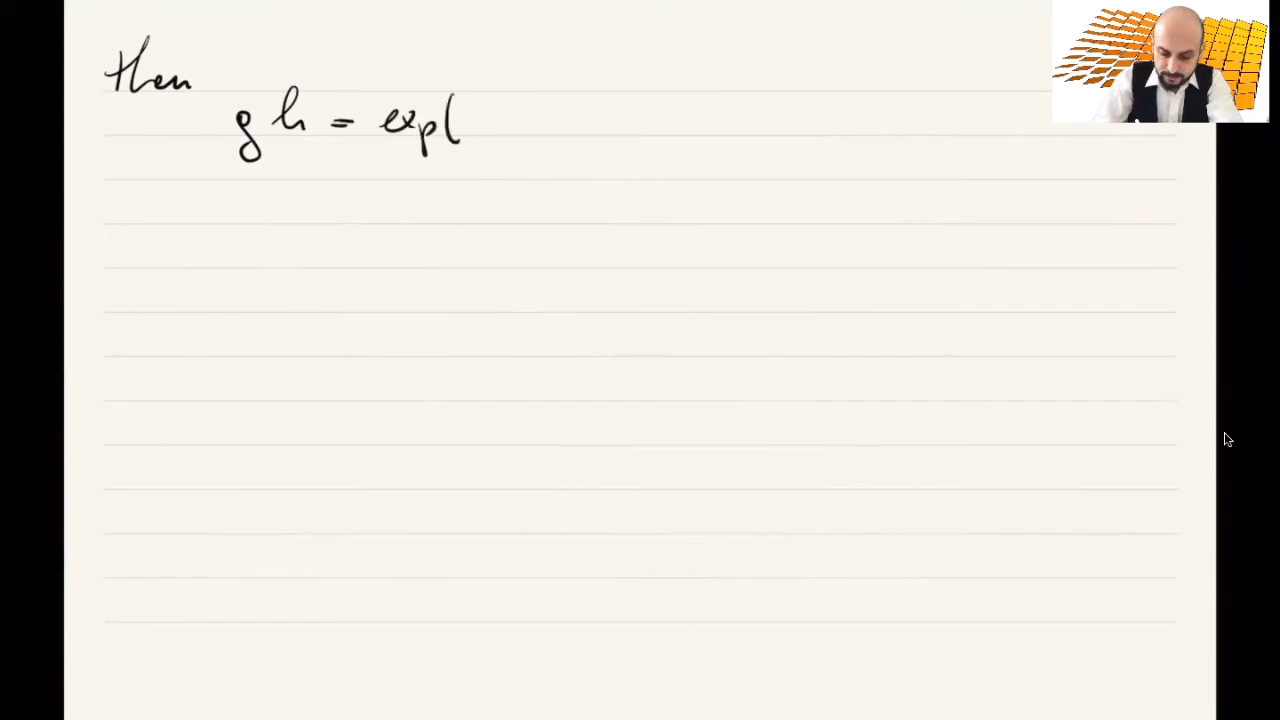 then
g h = exp(